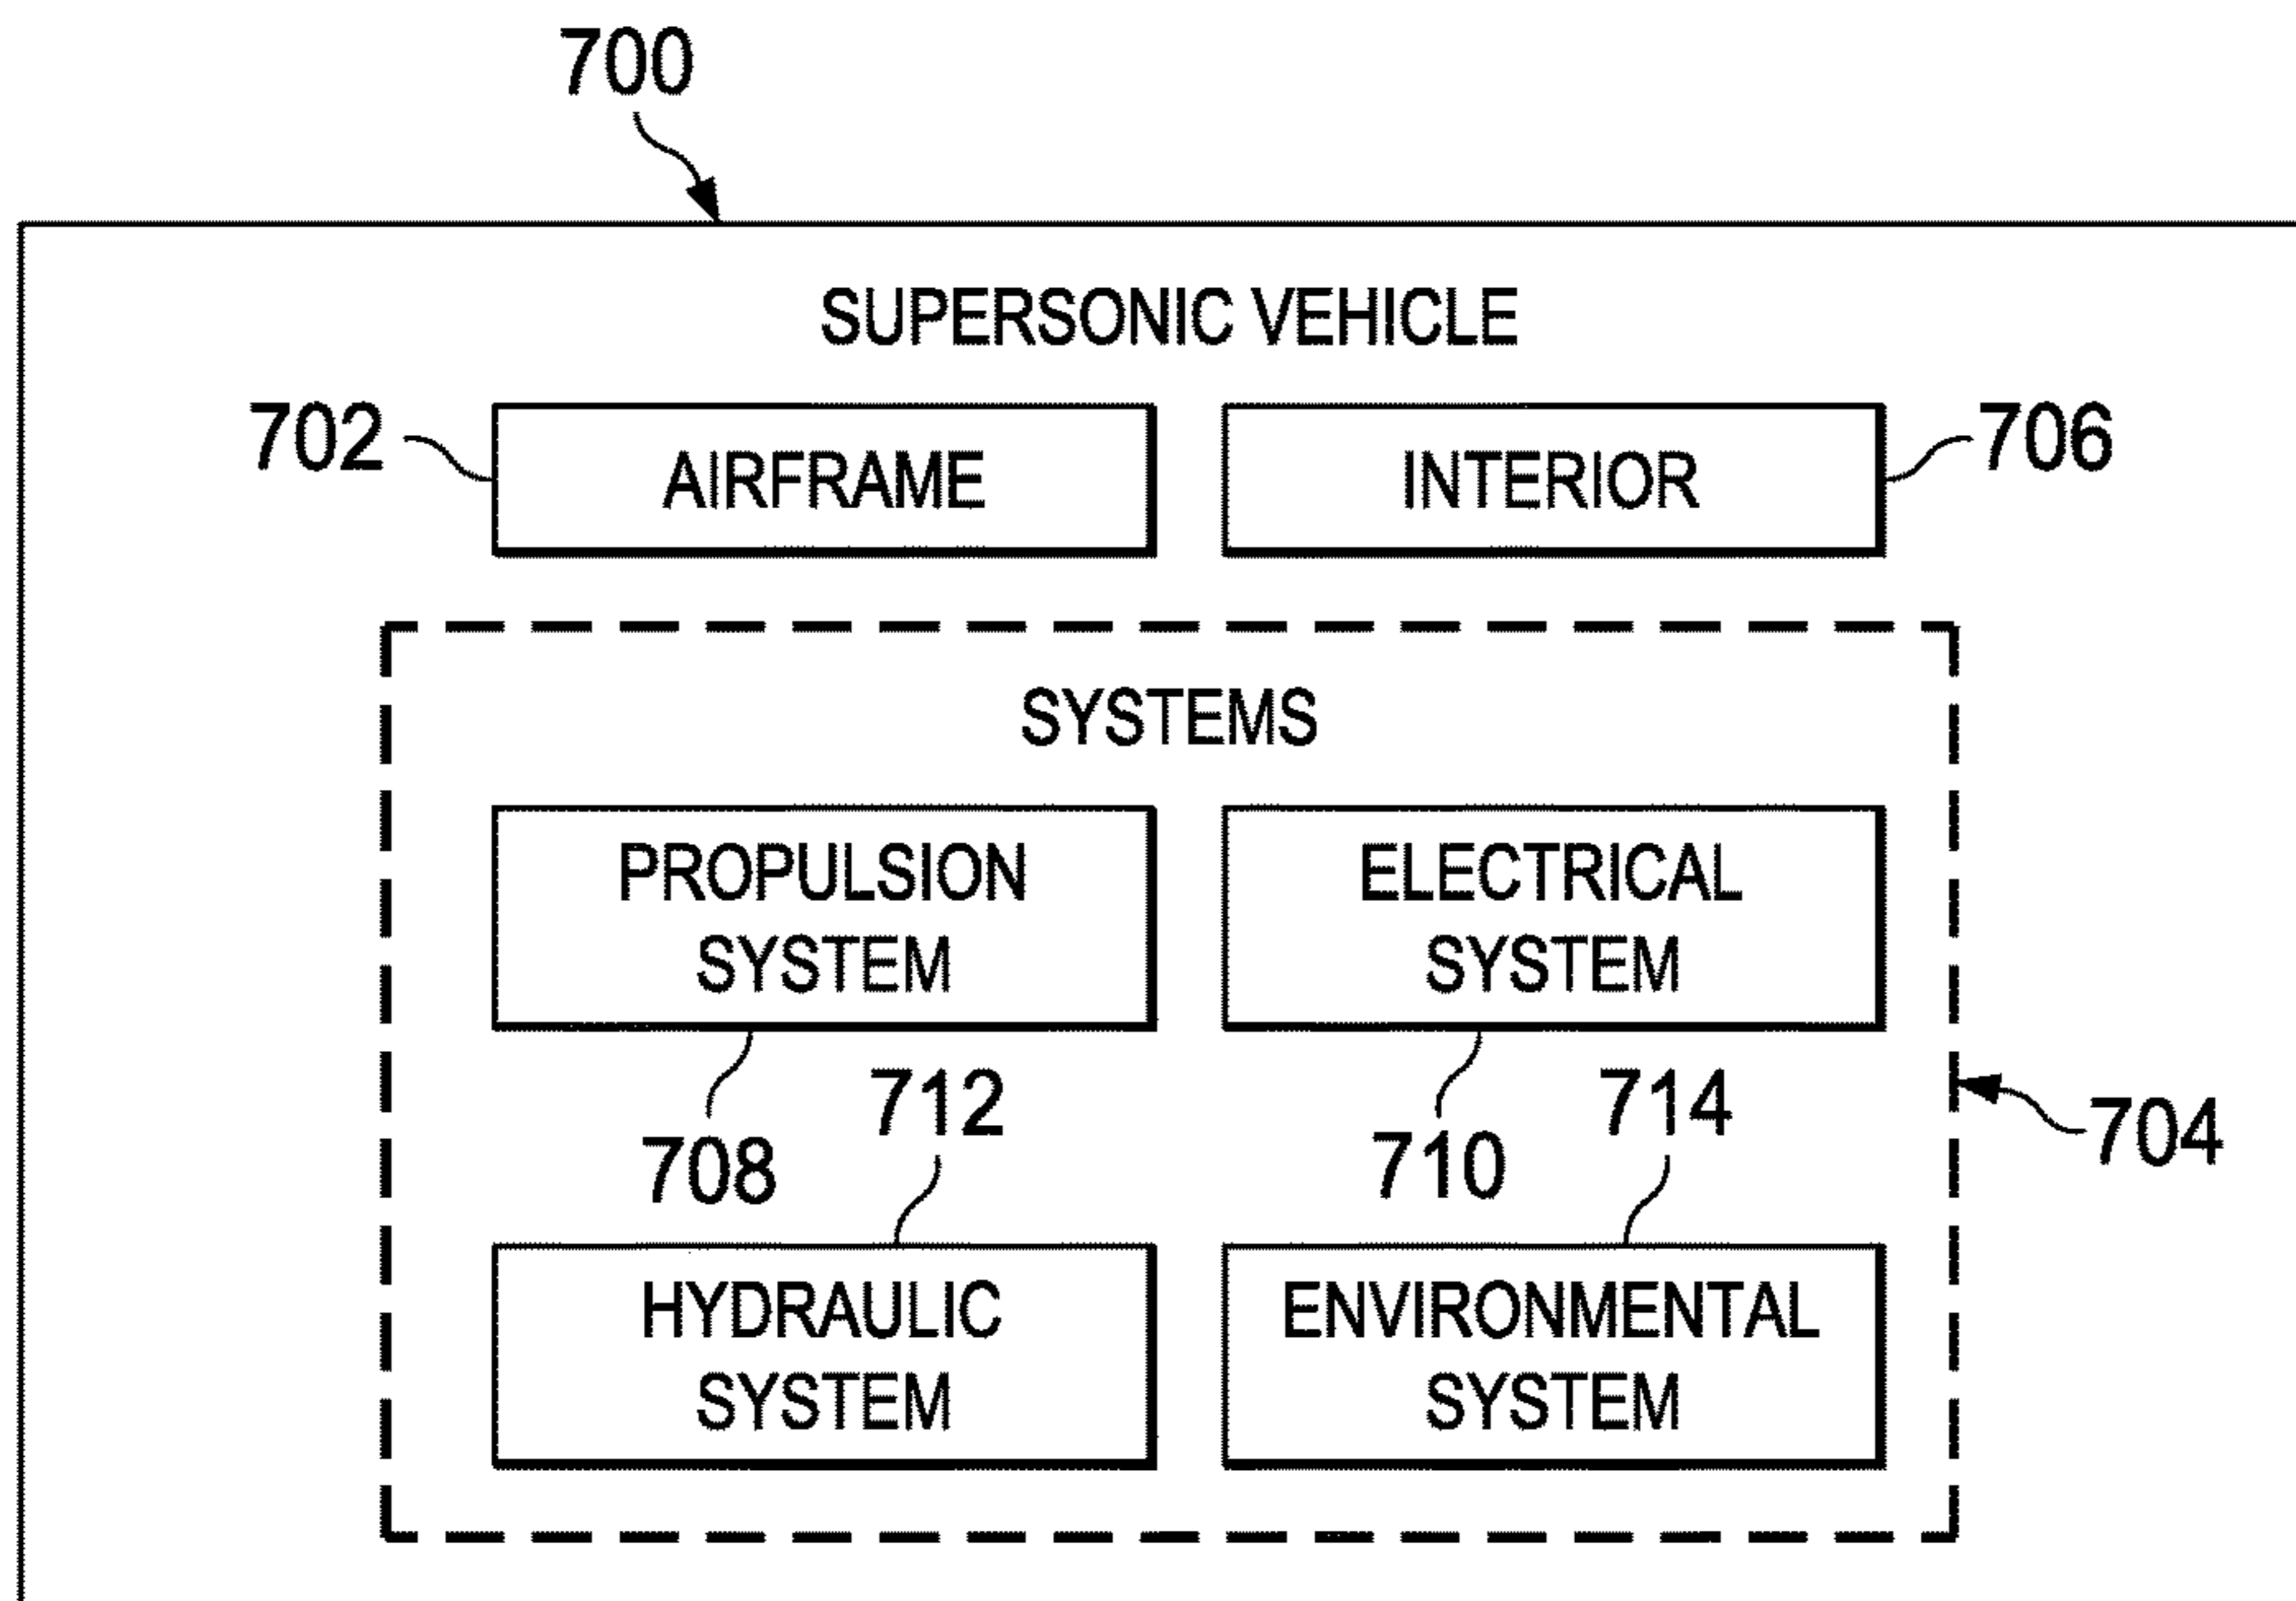 700
SUPERSONIC VEHICLE
702
AIRFRAME
INTERIOR
706
SYSTEMS
PROPULSION
SYSTEM
ELECTRICAL
SYSTEM
708
712
710
714
704
HYDRAULIC
SYSTEM
ENVIRONMENTAL
SYSTEM